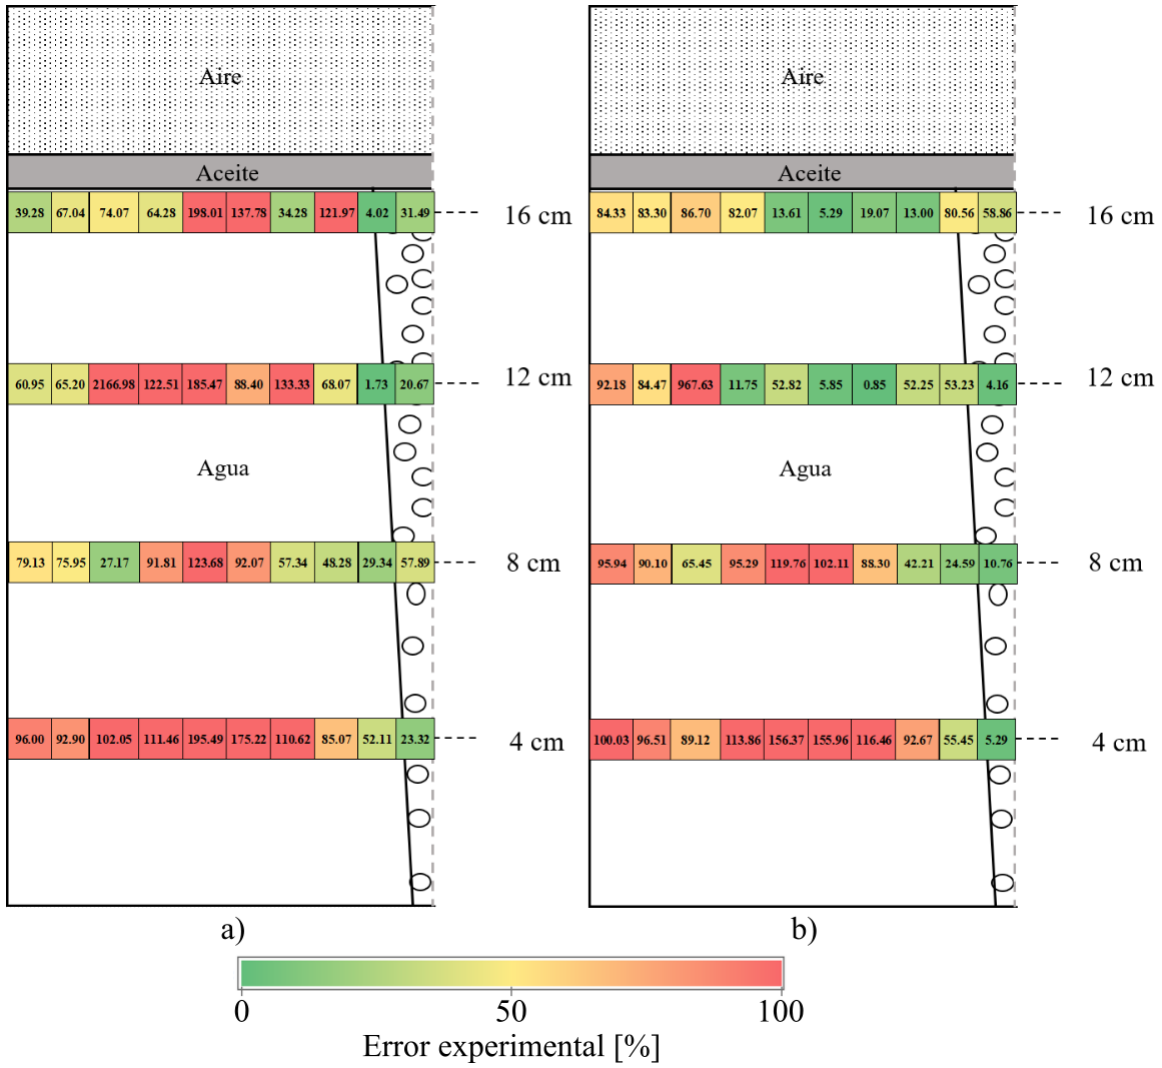 Aire
Aceite
39.28 67.04 74.07 64.28 198.01 137.78 34.28 121.97 4.02 31.49 16 cm
60.95 65.20 2166.98 122.51 185.47 88.40 133.33 68.07 1.73 20.67 12 cm
Agua
79.13 75.95 27.17 91.81 123.68 92.07 57.34 48.28 29.34 57.89 8 cm
96.00 92.90 102.05 111.46 195.49 175.22 110.62 85.07 52.11 23.32 4 cm
a)
Aire
Aceite
84.33 83.30 86.70 82.07 13.61 5.29 19.07 13.00 80.56 58.86 16 cm
92.18 84.47 967.63 11.75 52.82 5.85 0.85 52.25 53.23 4.16 12 cm
Agua
95.94 90.10 65.45 95.29 119.76 102.11 88.30 42.21 24.59 10.76 8 cm
100.03 96.51 89.12 113.86 156.37 155.96 116.46 92.67 55.45 5.29 4 cm
b)
0 50 100
Error experimental [%]